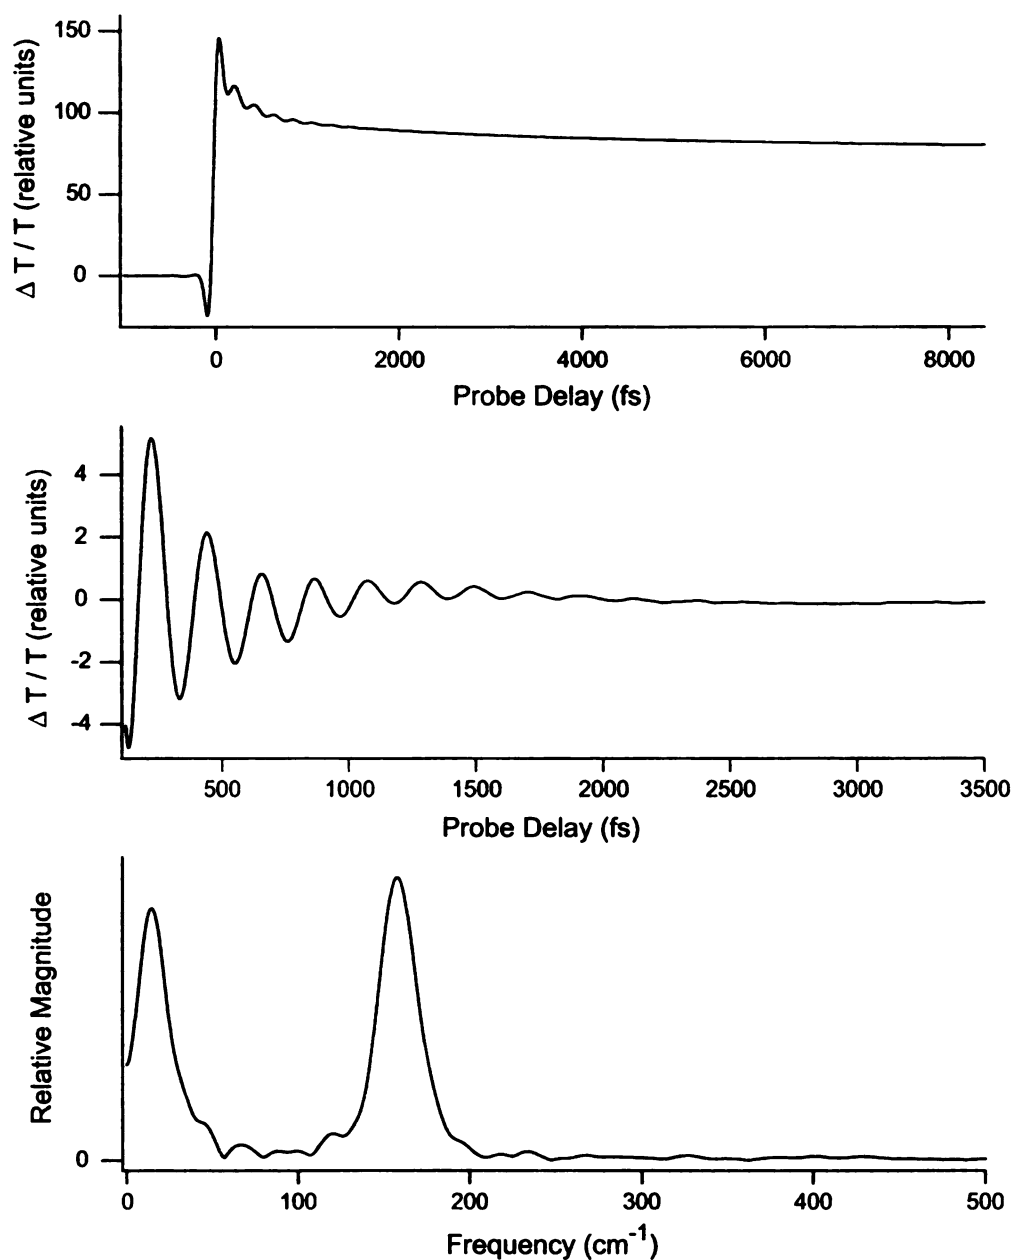 150
100
50
0
Δ T / T (relative units)
0 2000 4000 6000 8000
Probe Delay (fs)
4
2
0
-2
-4
Δ T / T (relative units)
500 1000 1500 2000 2500 3000 3500
Probe Delay (fs)
Relative Magnitude
0
0 100 200 300 400 500
Frequency (cm⁻¹)